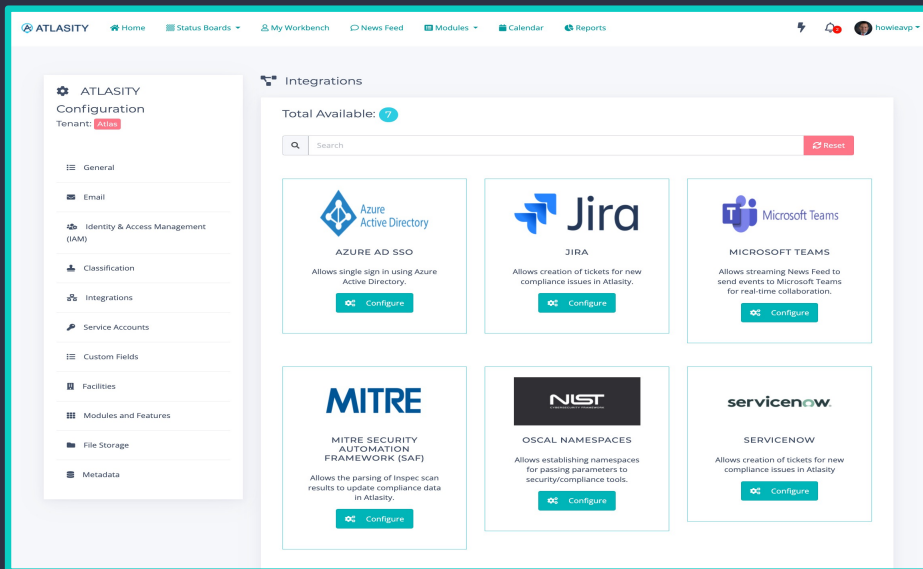 ATLASITY
Home
Status Boards
My Workbench
News Feed
Modules
Calendar
Reports
howieavp
ATLASITY
Configuration
Tenant: Atlas
General
Email
Identity & Access Management
(IAM)
Classification
Integrations
Service Accounts
Custom Fields
Facilities
Modules and Features
File Storage
Metadata
Integrations
Total Available: 7
Search
Reset
Azure
Active Directory
AZURE AD SSO
Allows single sign in using Azure
Active Directory.
Configure
Jira
JIRA
Allows creation of tickets for new
compliance issues in Atlasity.
Configure
Microsoft Teams
MICROSOFT TEAMS
Allows streaming News Feed to
send events to Microsoft Teams
for real-time collaboration.
Configure
MITRE
MITRE SECURITY
AUTOMATION
FRAMEWORK (SAF)
Allows the parsing of Inspec scan
results to update compliance data
in Atlasity.
Configure
NIST
CYBERSECURITY FRAMEWORK
OSCAL NAMESPACES
Allows establishing namespaces
for passing parameters to
security/compliance tools.
Configure
servicenow.
SERVICENOW
Allows creation of tickets for new
compliance issues in Atlasity
Configure